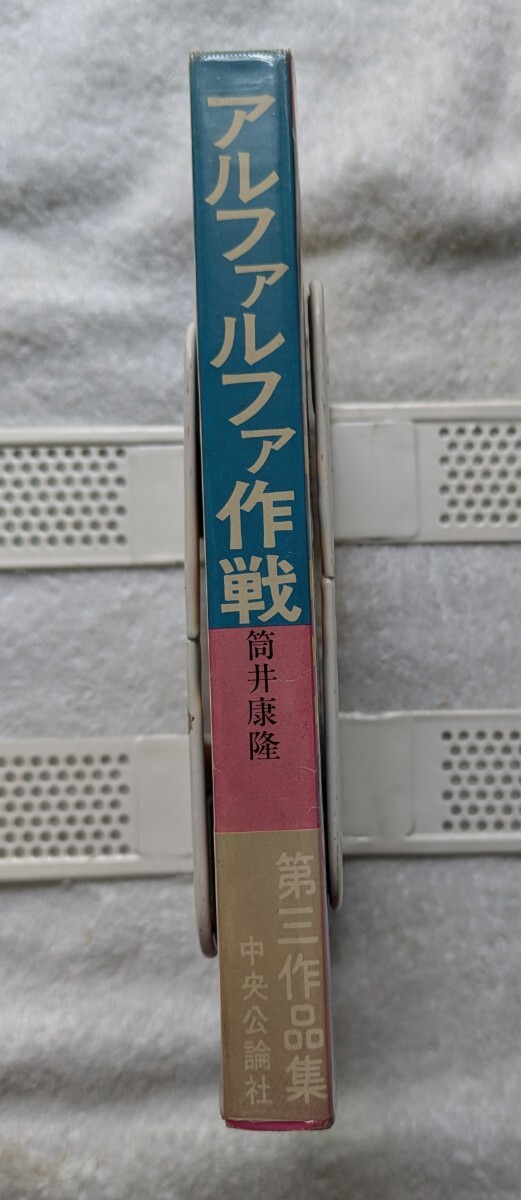 アルファルファ作戦
筒井康隆
第三作品集
中央公論社